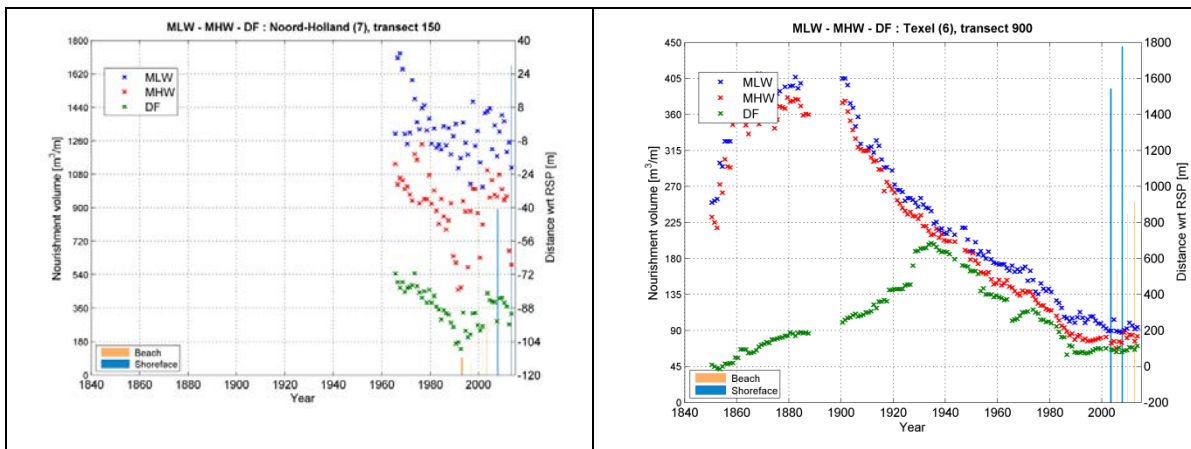 MLW - MHW - DF : Noord-Holland (7), transect 150
Nourishment volume [m³/m]
1800
1620
1440
1260
1080
900
720
540
360
180
0
MLW
MHW
DF
Beach
Shoreface
40
24
8
-8
-24
-40
-56
-72
-88
-104
-120
Distance wrt RSP [m]
1840 1860 1880 1900 1920 1940 1960 1980 2000
Year
MLW - MHW - DF : Texel (6), transect 900
Nourishment volume [m³/m]
450
405
360
315
270
225
180
135
90
45
0
MLW
MHW
DF
Beach
Shoreface
1800
1600
1400
1200
1000
800
600
400
200
0
-200
Distance wrt RSP [m]
1840 1860 1880 1900 1920 1940 1960 1980 2000
Year